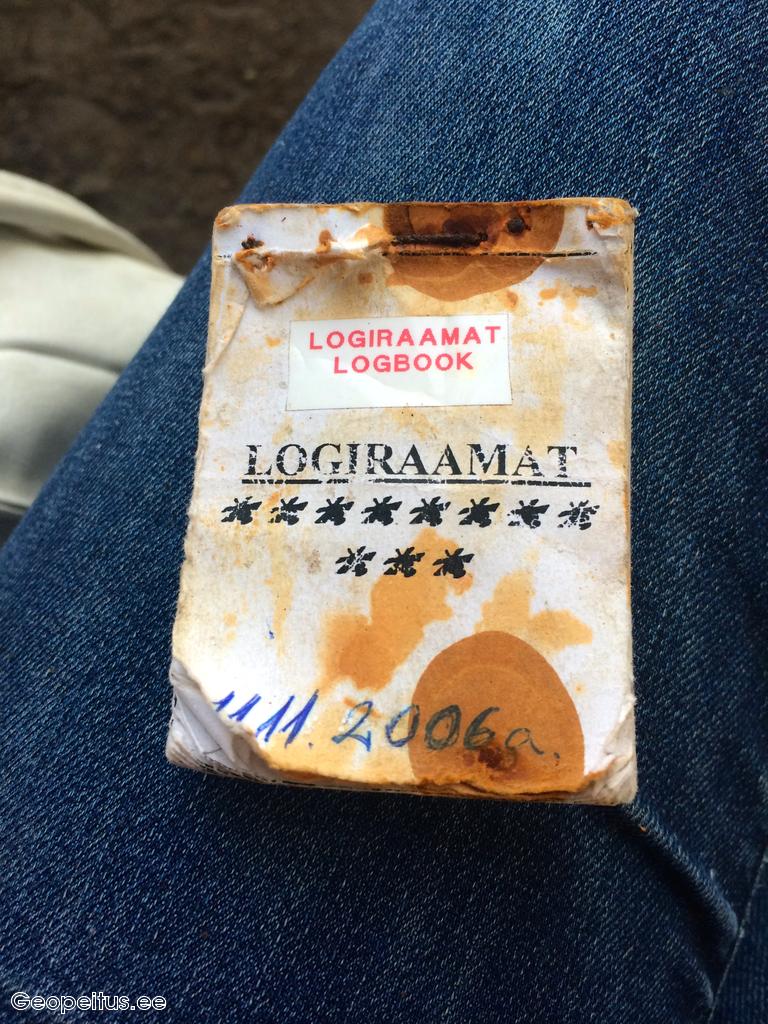 LOGIRAAMAT
LOGBOOK
LOGIRAAMAT
11.11.2006a.
Geopeitus.ee